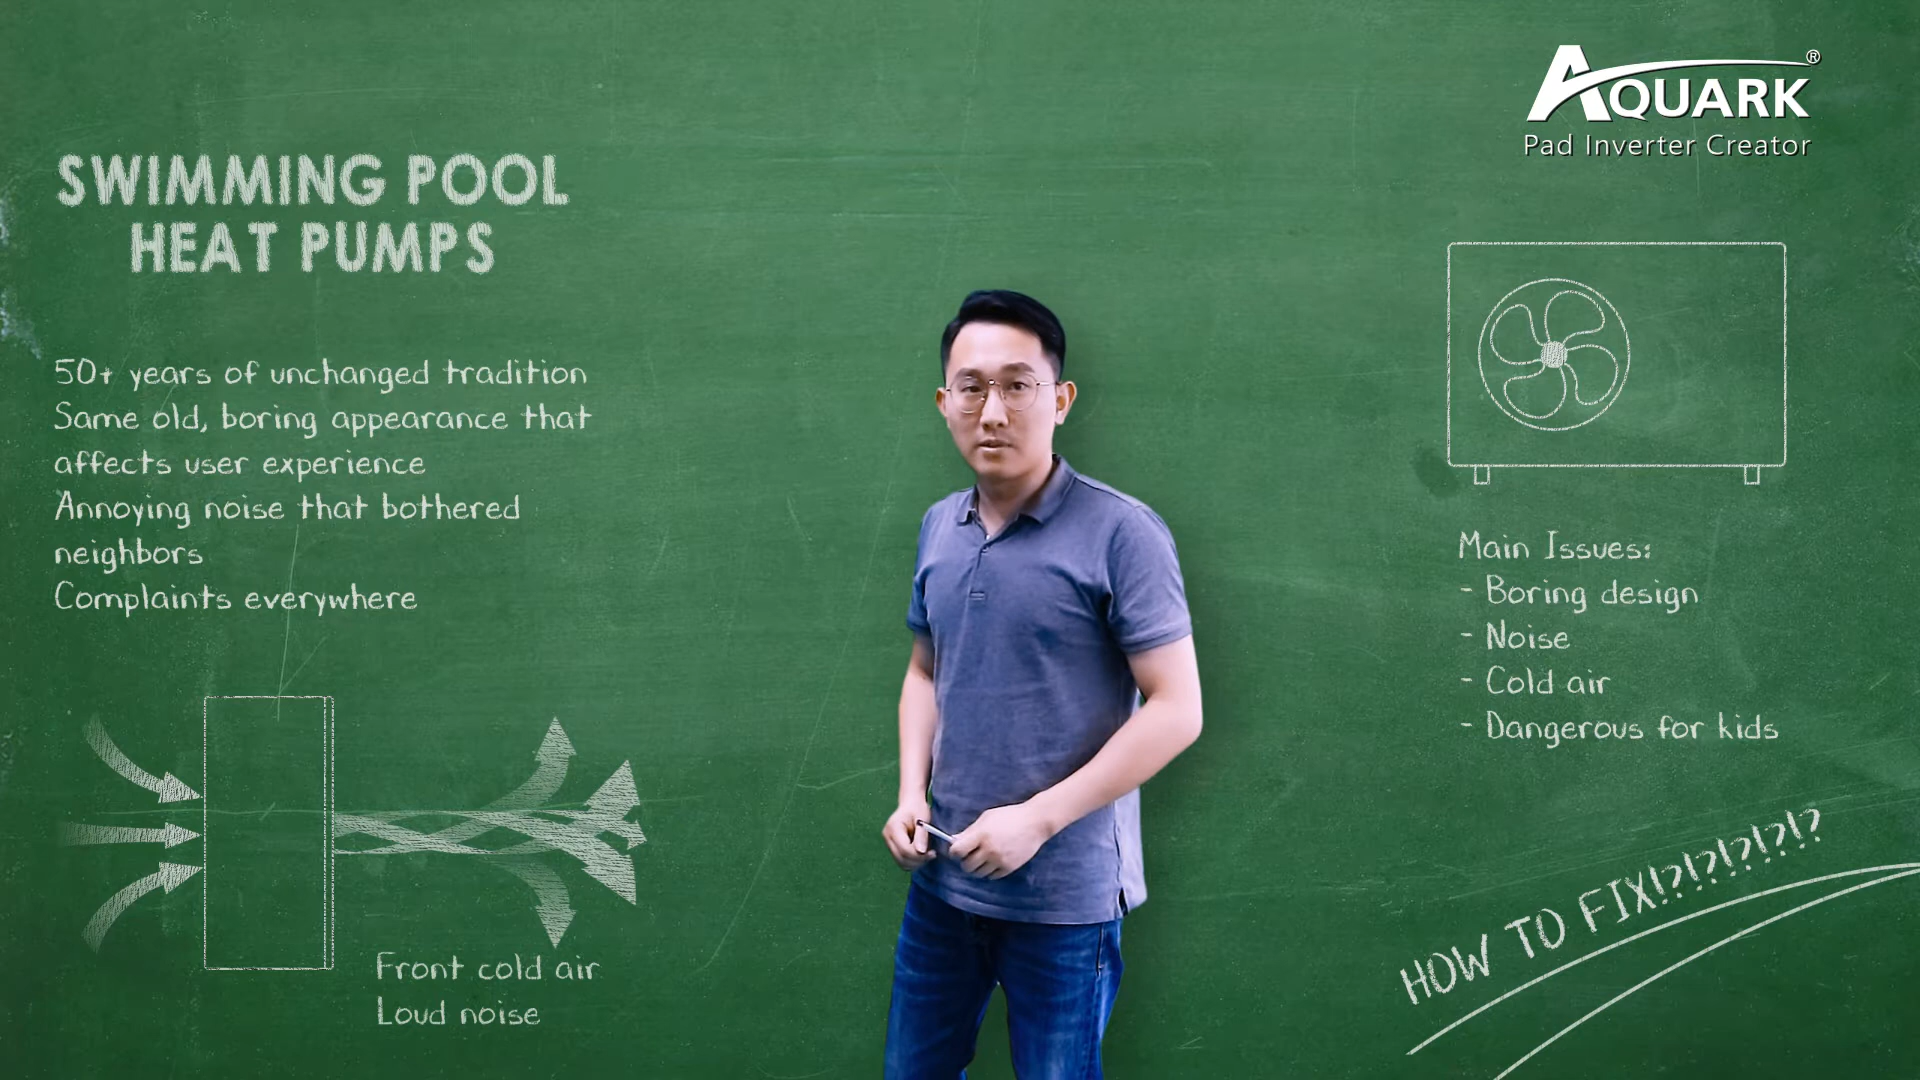 AQUARK®
Pad Inverter Creator
SWIMMING POOL
HEAT PUMPS
50+ years of unchanged tradition
Same old, boring appearance that
affects user experience
Annoying noise that bothered
neighbors
Complaints everywhere
Front cold air
Loud noise
Main Issues:
- Boring design
- Noise
- Cold air
- Dangerous for kids
HOW TO FIX!?!?!?!?!?!?